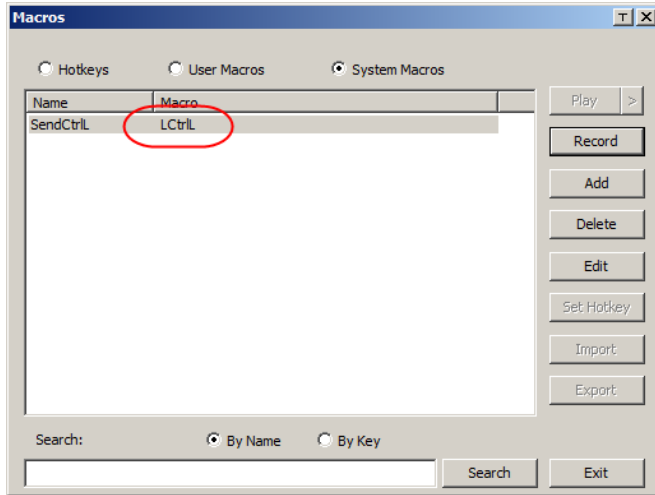 Macros
Hotkeys User Macros System Macros
Name Macro
SendCtrlL LCtrlL
Play >
Record
Add
Delete
Edit
Set Hotkey
Import
Export
Search: By Name By Key
Search Exit